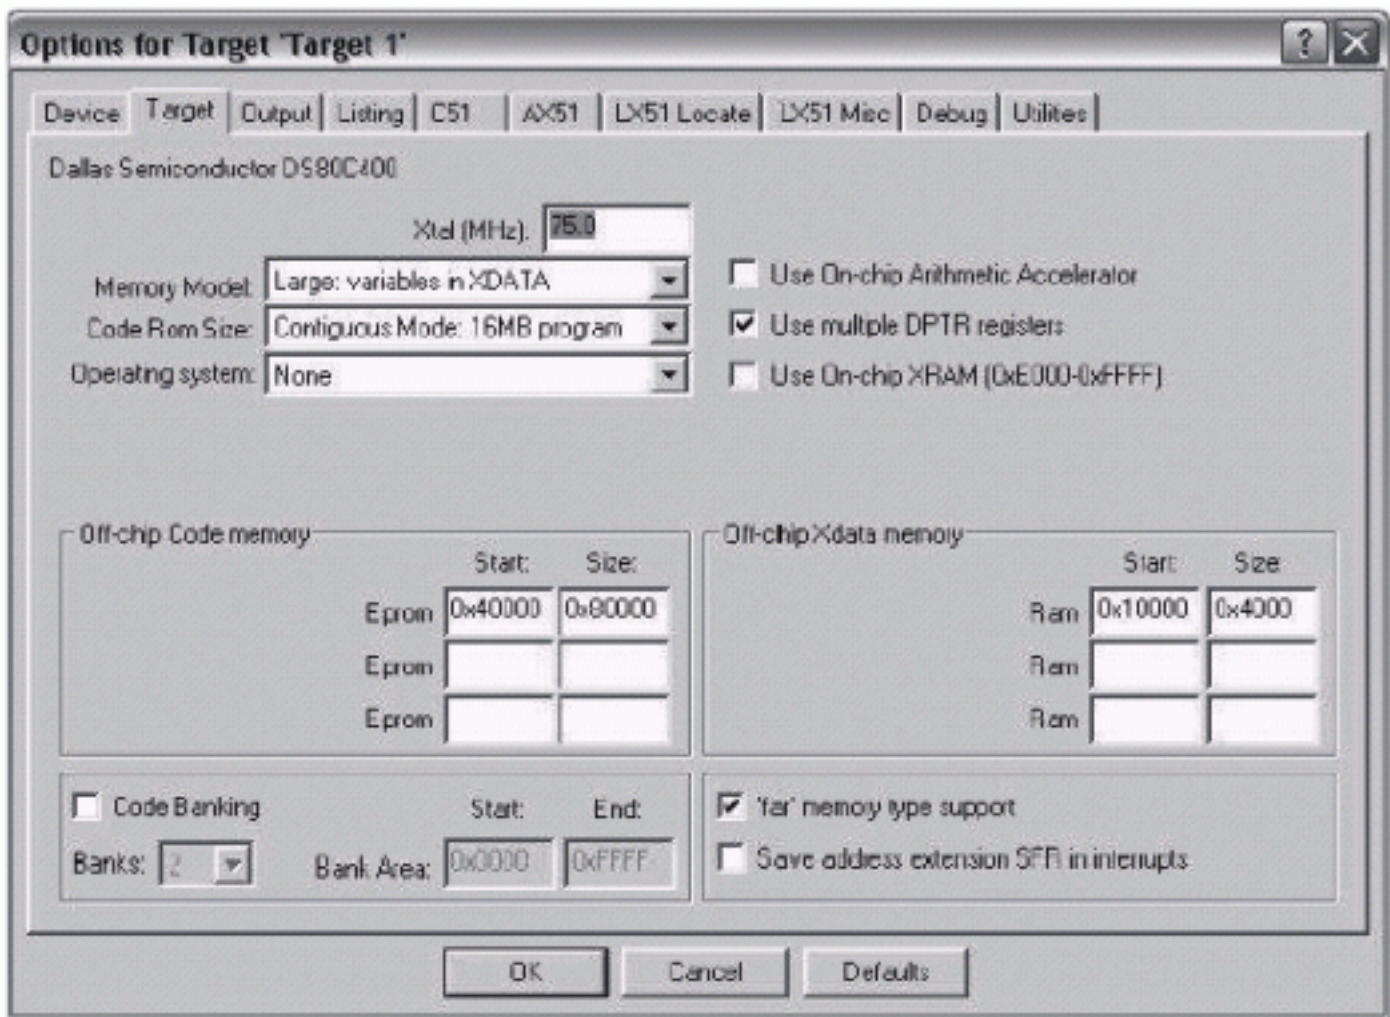 Options for Target 'Target 1'
Device Target Output Listing C51 AX51 LX51 Locate LX51 Misc Debug Utilites
Dallas Semiconductor DS80C400
Xtal (MHz): 75.0
Memory Model: Large: variables in XDATA
Use On-chip Arithmetic Accelerator
Code Rom Size: Contiguous Mode: 16MB program
Use multiple DPTR registers
Operating system: None
Use On-chip XRAM (0xE000-0xFFFF)
Off-chip Code memory
Start: Size:
Eprom 0x40000 0x80000
Eprom
Eprom
Off-chip Xdata memory
Start: Size:
Ram 0x10000 0x4000
Ram
Ram
Code Banking Start: End:
Banks: 2 Bank Area: 0x0000 0xFFFF
'far' memory type support
Save address extension SFR in interrupts
OK Cancel Defaults